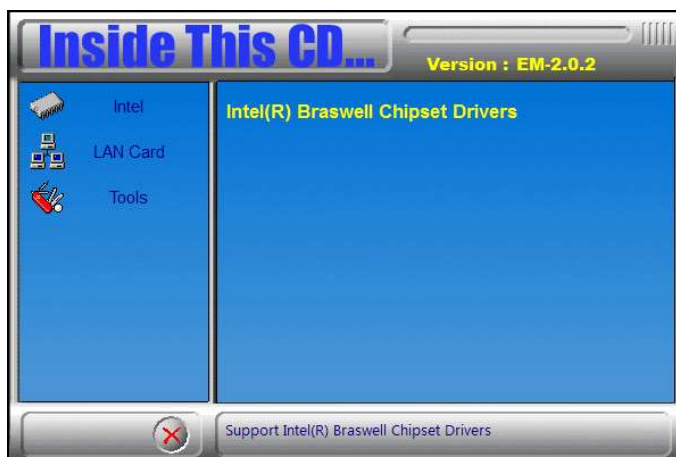 Inside This CD...
Version : EM-2.0.2
Intel
Intel(R) Braswell Chipset Drivers
LAN Card
Tools
Support Intel(R) Braswell Chipset Drivers